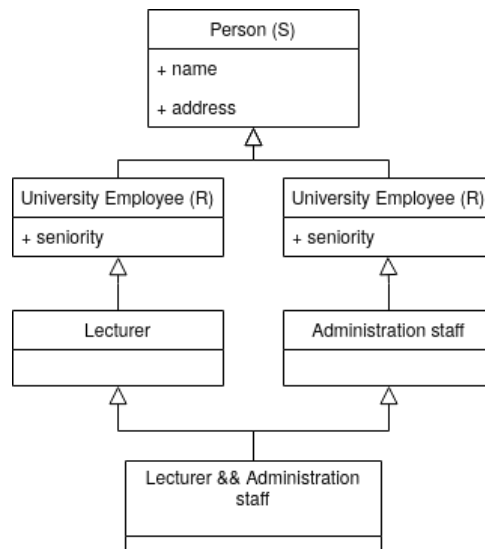 Person (S)
+ name
+ address
University Employee (R)
+ seniority
University Employee (R)
+ seniority
Lecturer
Administration staff
Lecturer && Administration
staff